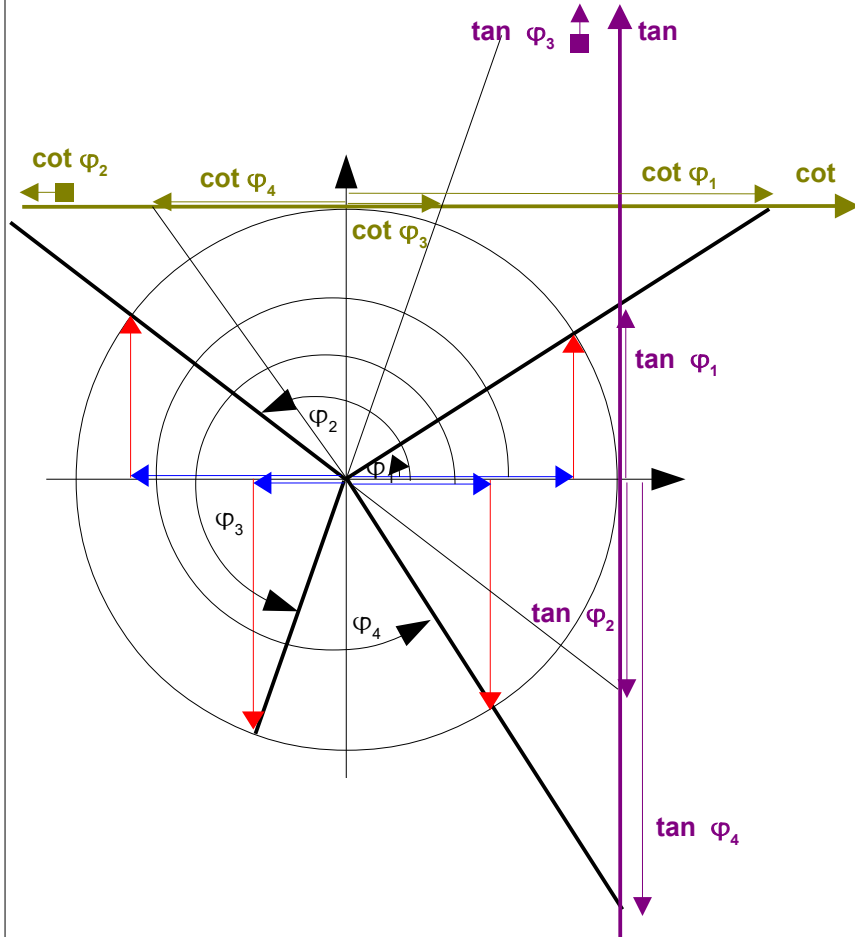 tan φ₃
tan
cot φ₂
cot φ₄
cot φ₁
cot
cot φ₃
tan φ₁
φ₂
φ
φ₃
tan φ₂
φ₄
tan φ₄